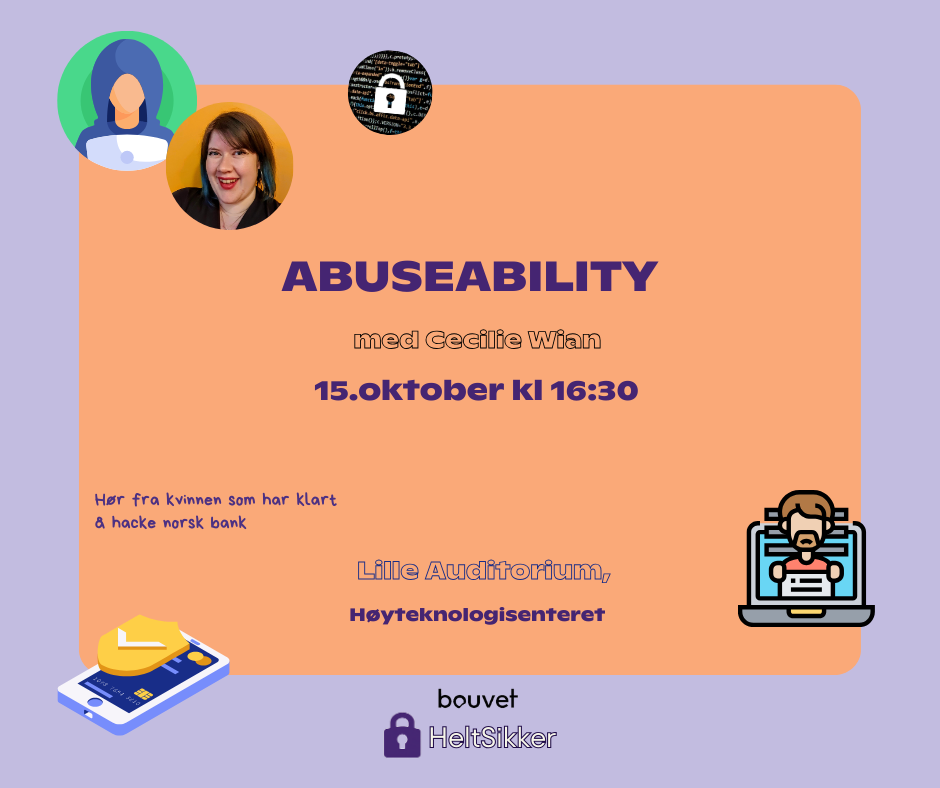 ABUSEABILITY
med Cecilie Wian
15.oktober kl 16:30
Hør fra kvinnen som har klart
å hacke norsk bank
Lille Auditorium,
Høyteknologisenteret
bouvet
HeltSikker